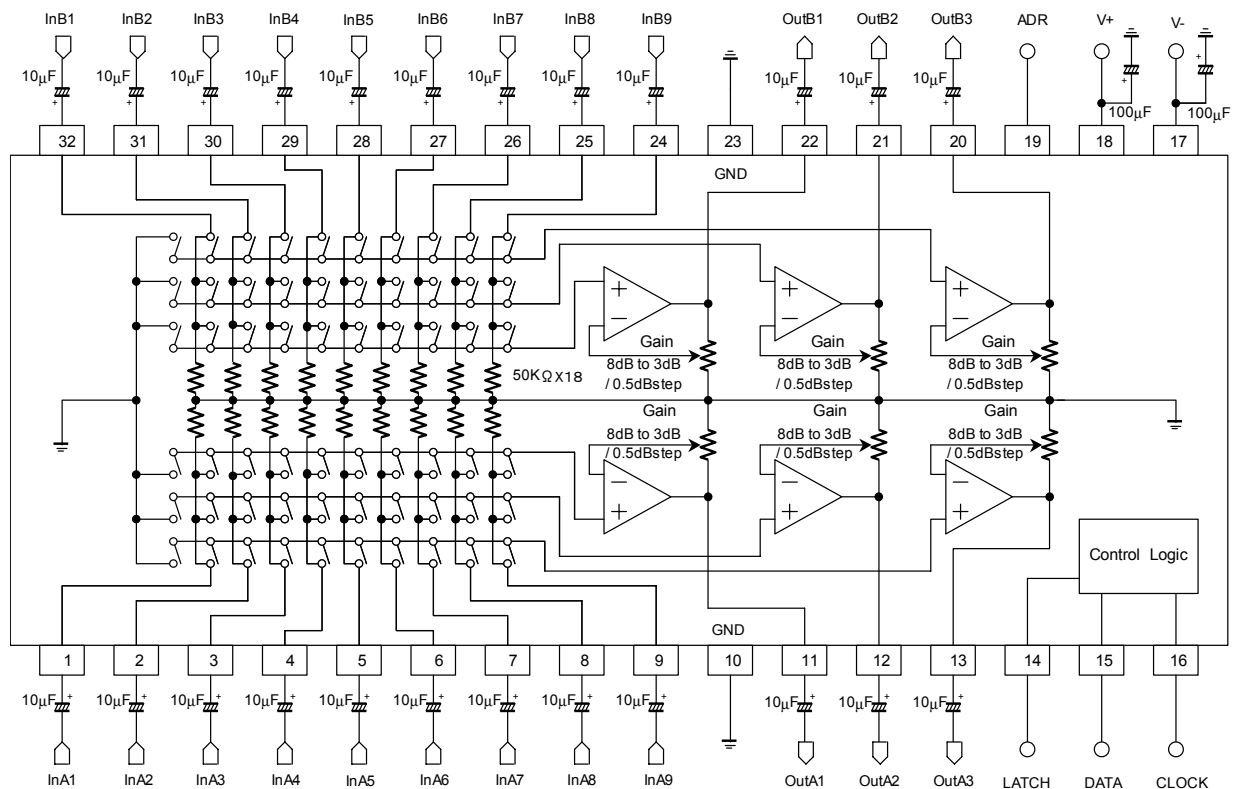 InB1 InB2 InB3 InB4 InB5 InB6 InB7 InB8 InB9 OutB1 OutB2 OutB3 ADR V+ V-
10μF 10μF 10μF 10μF 10μF 10μF 10μF 10μF 10μF 10μF 10μF 10μF
+ + + + + + + + + + + + + +
100μF 100μF
32 31 30 29 28 27 26 25 24 23 22 21 20 19 18 17
GND
+ + +
− − −
Gain Gain Gain
8dB to 3dB 8dB to 3dB 8dB to 3dB
/ 0.5dBstep / 0.5dBstep / 0.5dBstep
50KΩX18
Gain Gain Gain
8dB to 3dB 8dB to 3dB 8dB to 3dB
/ 0.5dBstep / 0.5dBstep / 0.5dBstep
− − −
+ + +
Control Logic
GND
1 2 3 4 5 6 7 8 9 10 11 12 13 14 15 16
+ + + + + + + + + + + +
10μF 10μF 10μF 10μF 10μF 10μF 10μF 10μF 10μF 10μF 10μF 10μF
InA1 InA2 InA3 InA4 InA5 InA6 InA7 InA8 InA9 OutA1 OutA2 OutA3 LATCH DATA CLOCK